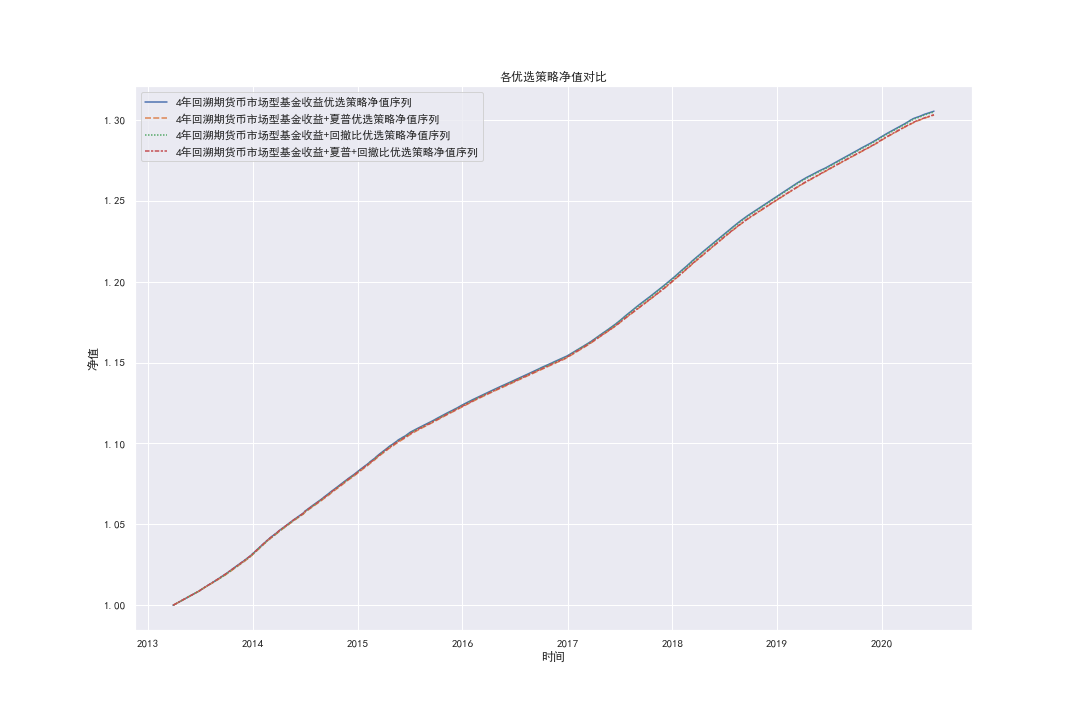 各优选策略净值对比
4年回溯期货币市场型基金收益优选策略净值序列
4年回溯期货币市场型基金收益+夏普优选策略净值序列
4年回溯期货币市场型基金收益+回撤比优选策略净值序列
4年回溯期货币市场型基金收益+夏普+回撤比优选策略净值序列
1.30
1.25
1.20
1.15
1.10
1.05
1.00
净值
2013 2014 2015 2016 2017 2018 2019 2020
时间